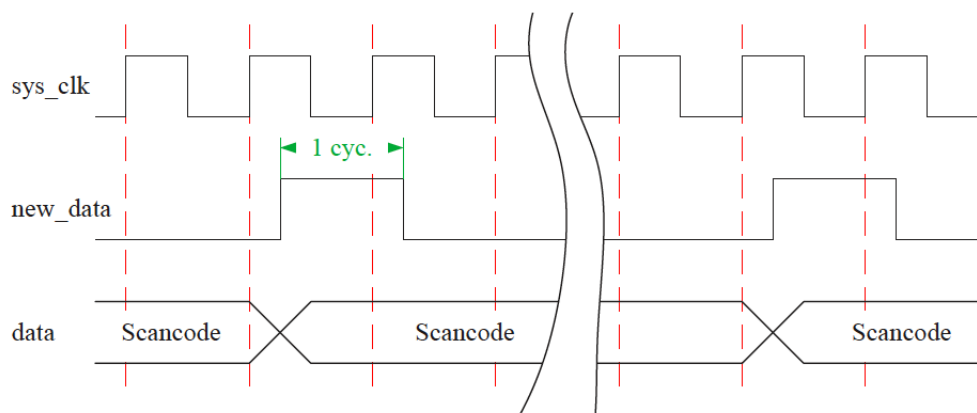 sys_clk
1 cyc.
new_data
data
Scancode
Scancode
Scancode